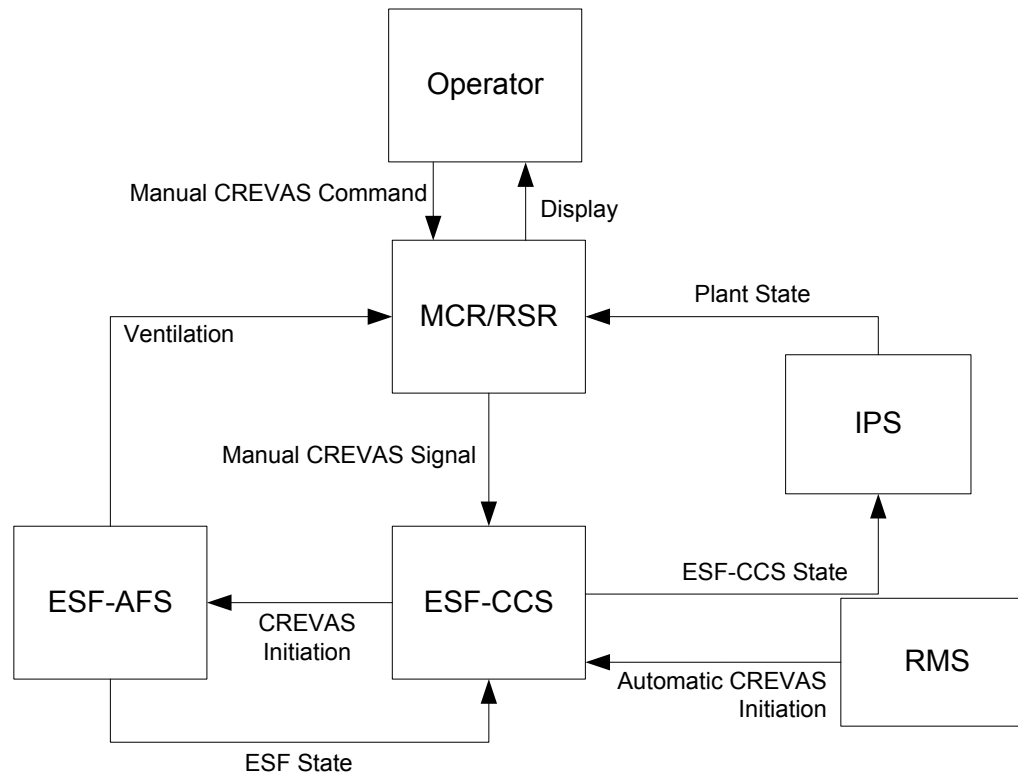 Operator
Manual CREVAS Command
Display
Plant State
MCR/RSR
Ventilation
IPS
Manual CREVAS Signal
ESF-CCS State
ESF-AFS
ESF-CCS
CREVAS
Initiation
RMS
Automatic CREVAS
Initiation
ESF State